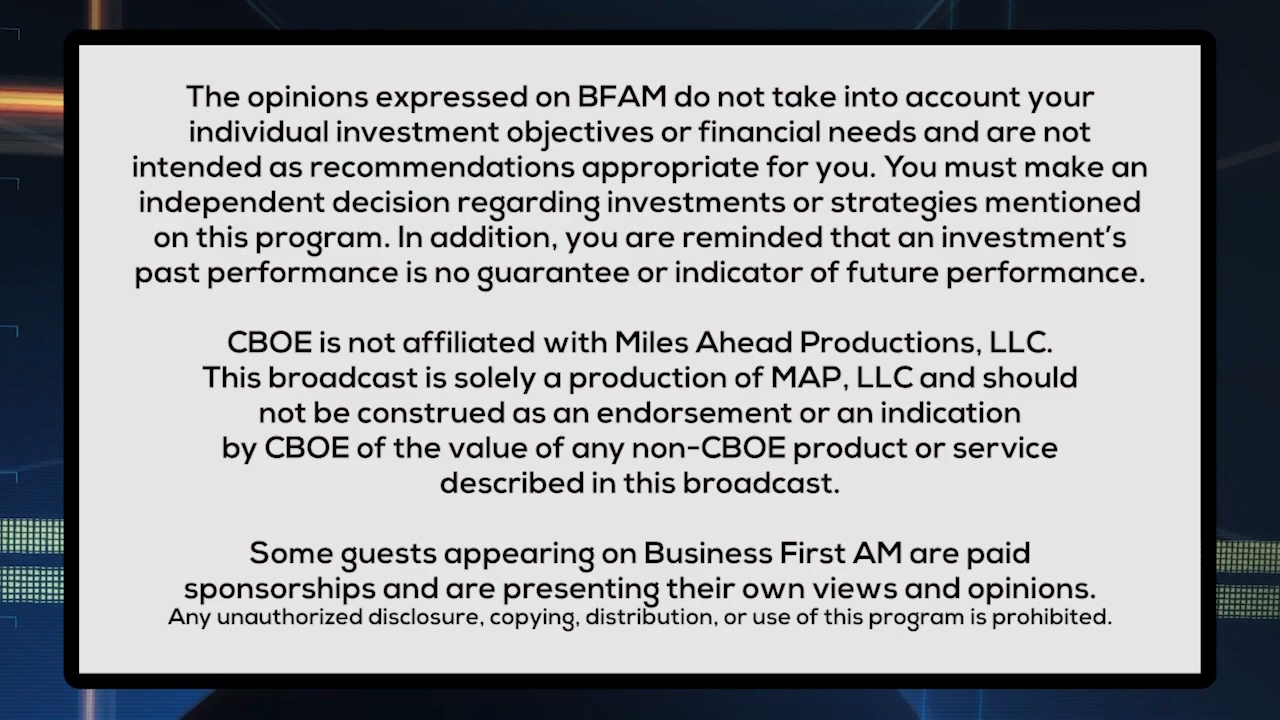 The opinions expressed on BFAM do not take into account your
individual investment objectives or financial needs and are not
intended as recommendations appropriate for you. You must make an
independent decision regarding investments or strategies mentioned
on this program. In addition, you are reminded that an investment’s
past performance is no guarantee or indicator of future performance.
CBOE is not affiliated with Miles Ahead Productions, LLC.
This broadcast is solely a production of MAP, LLC and should
not be construed as an endorsement or an indication
by CBOE of the value of any non-CBOE product or service
described in this broadcast.
Some guests appearing on Business First AM are paid
sponsorships and are presenting their own views and opinions.
Any unauthorized disclosure, copying, distribution, or use of this program is prohibited.